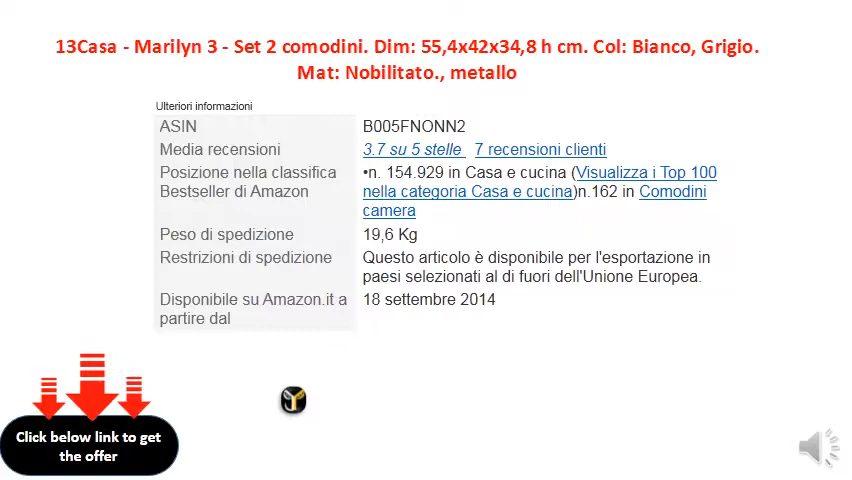 13Casa - Marilyn 3 - Set 2 comodini. Dim: 55,4x42x34,8 h cm. Col: Bianco, Grigio.
Mat: Nobilitato., metallo
Ulteriori informazioni
ASIN B005FNONN2
Media recensioni 3.7 su 5 stelle 7 recensioni clienti
Posizione nella classifica •n. 154.929 in Casa e cucina (Visualizza i Top 100
Bestseller di Amazon nella categoria Casa e cucina)n.162 in Comodini
camera
Peso di spedizione 19,6 Kg
Restrizioni di spedizione Questo articolo è disponibile per l'esportazione in
paesi selezionati al di fuori dell'Unione Europea.
Disponibile su Amazon.it a 18 settembre 2014
partire dal
Click below link to get
the offer